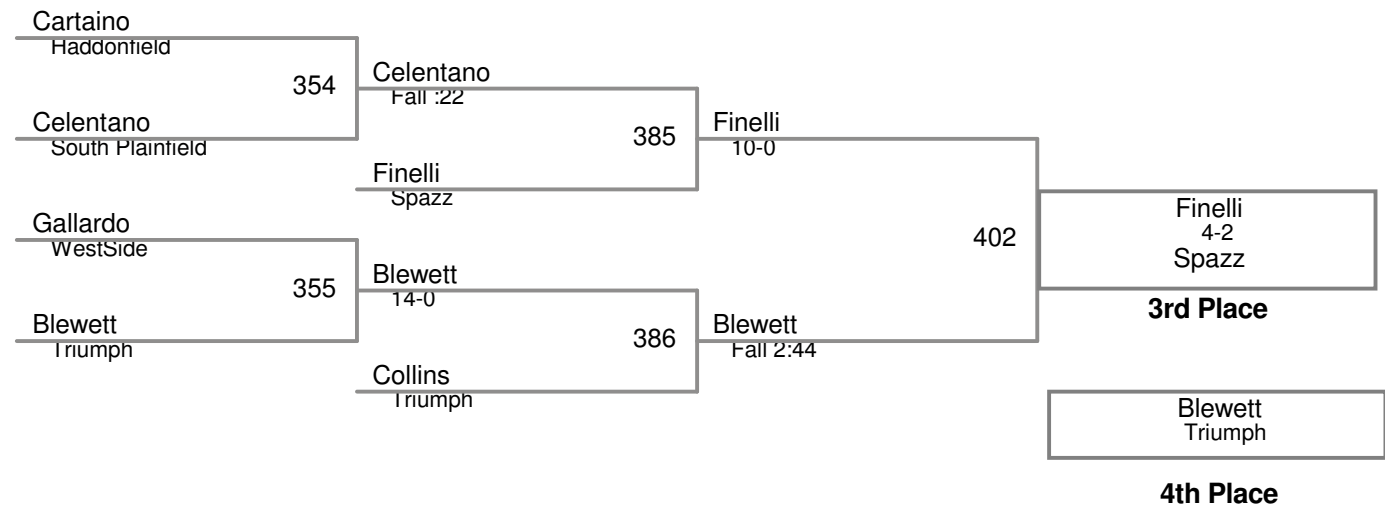 Cartaino
Haddonfield
354
Celentano
South Plainfield
Celentano
Fall :22
385
Finelli
Spazz
Finelli
10-0
Gallardo
WestSide
355
Blewett
Triumph
Blewett
14-0
386
Collins
Triumph
Blewett
Fall 2:44
402
Finelli
4-2
Spazz
3rd Place
Blewett
Triumph
4th Place